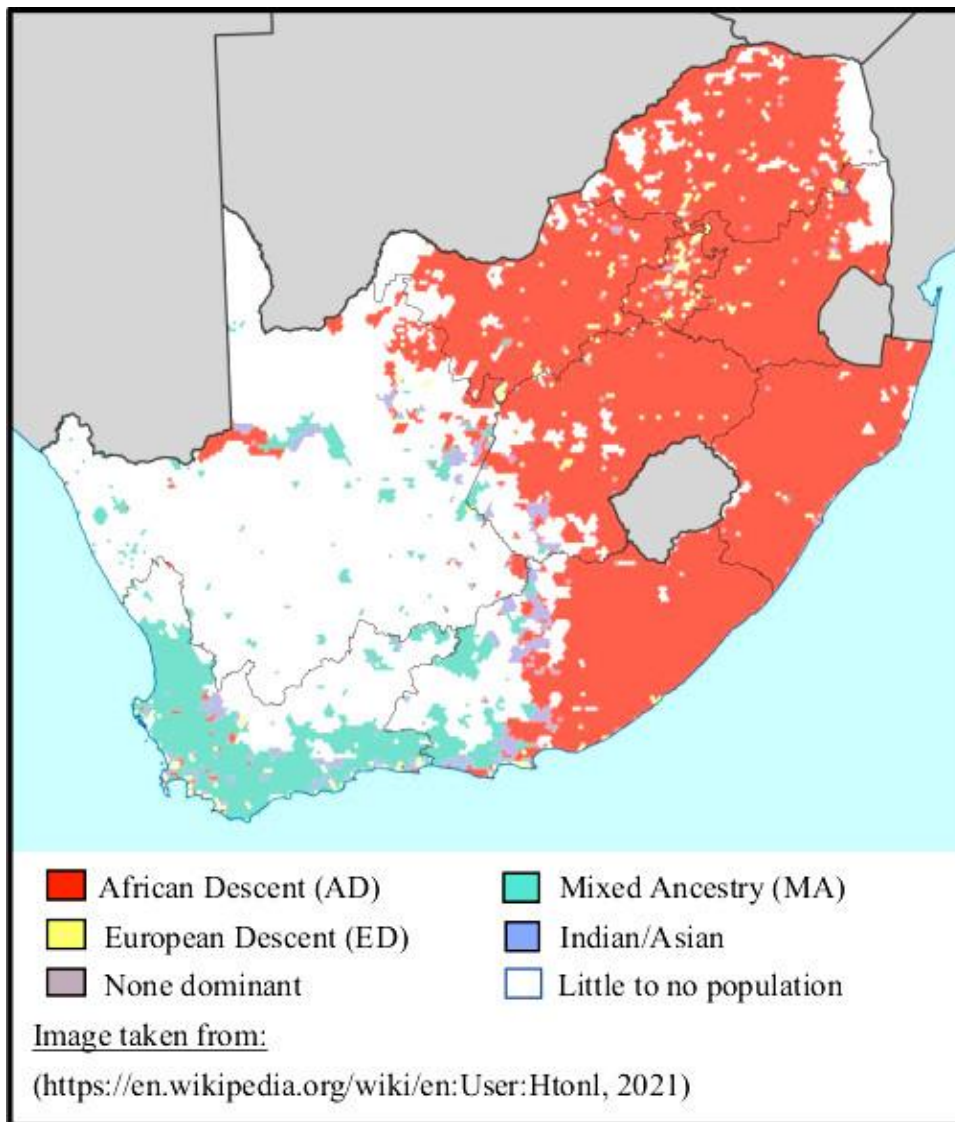 African Descent (AD)
Mixed Ancestry (MA)
European Descent (ED)
Indian/Asian
None dominant
Little to no population
Image taken from:
(https://en.wikipedia.org/wiki/en:User:Htonl, 2021)